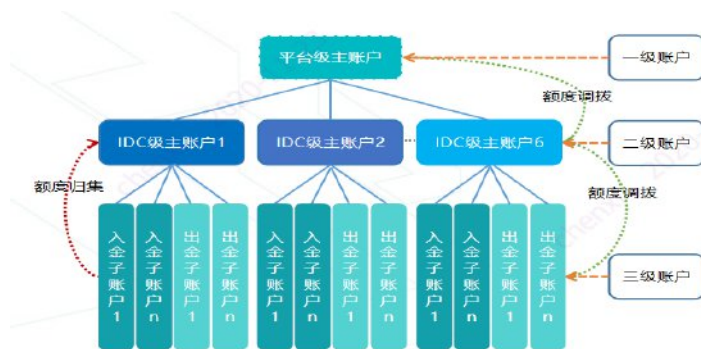 平台级主账户
一级账户
额度调拨
IDC级主账户1
IDC级主账户2
IDC级主账户6
二级账户
额度归集
额度调拨
入金子账户1
入金子账户n
出金子账户1
出金子账户n
入金子账户1
入金子账户n
出金子账户1
出金子账户n
入金子账户1
入金子账户n
出金子账户1
出金子账户n
三级账户